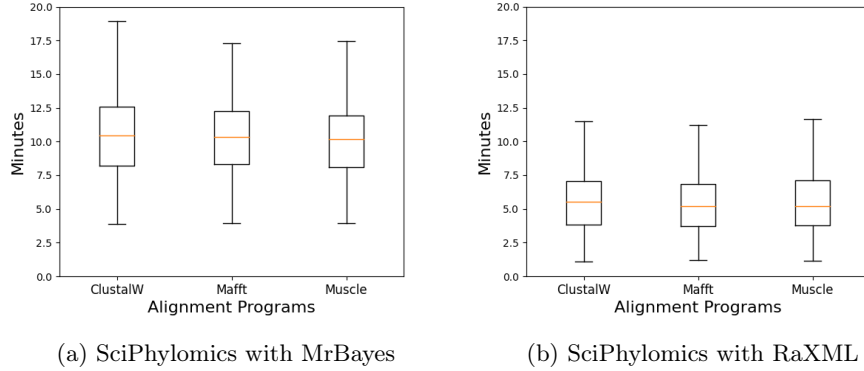 20.0
17.5
15.0
12.5
10.0
7.5
5.0
2.5
0.0
Minutes
ClustalW Mafft Muscle
Alignment Programs
(a) SciPhylomics with MrBayes
20.0
17.5
15.0
12.5
10.0
7.5
5.0
2.5
0.0
Minutes
ClustalW Mafft Muscle
Alignment Programs
(b) SciPhylomics with RaXML